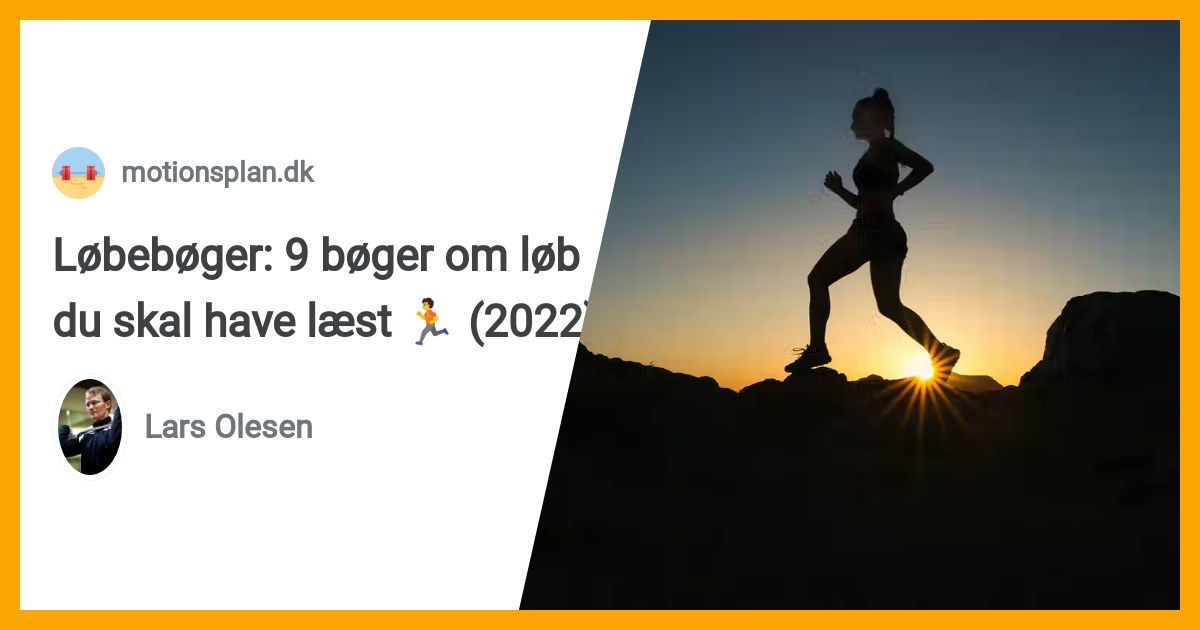 motionsplan.dk
Løbebøger: 9 bøger om løb
du skal have læst 🏃 (2022)
Lars Olesen